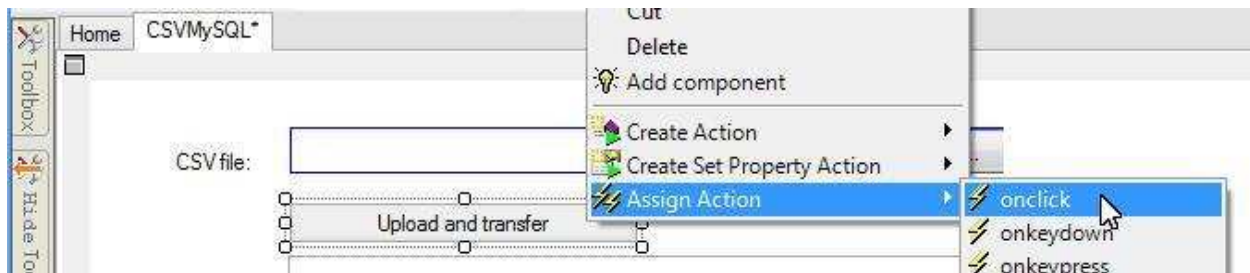 Home CSVMySQL*
Toolbox
Hide To
Cut
Delete
Add component
Create Action
Create Set Property Action
Assign Action
onclick
onkeydown
onkeypress
CSV file:
Upload and transfer